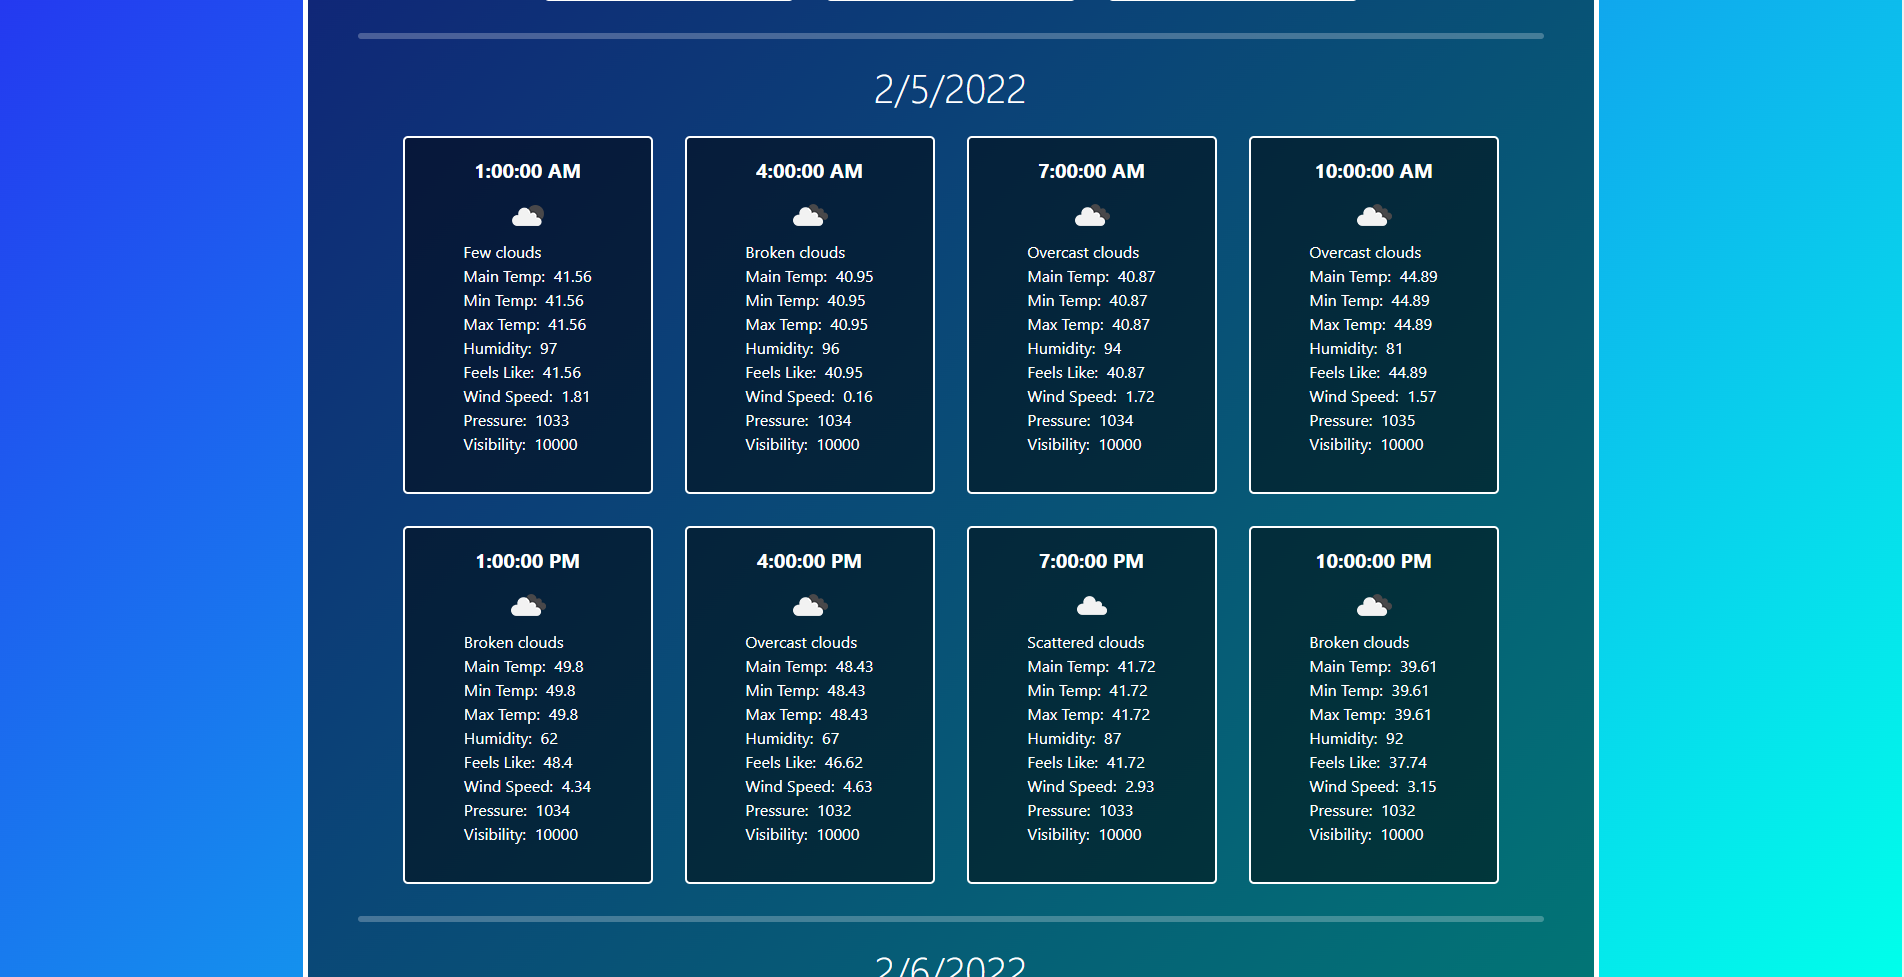 2/5/2022
1:00:00 AM
Few clouds
Main Temp: 41.56
Min Temp: 41.56
Max Temp: 41.56
Humidity: 97
Feels Like: 41.56
Wind Speed: 1.81
Pressure: 1033
Visibility: 10000
4:00:00 AM
Broken clouds
Main Temp: 40.95
Min Temp: 40.95
Max Temp: 40.95
Humidity: 96
Feels Like: 40.95
Wind Speed: 0.16
Pressure: 1034
Visibility: 10000
7:00:00 AM
Overcast clouds
Main Temp: 40.87
Min Temp: 40.87
Max Temp: 40.87
Humidity: 94
Feels Like: 40.87
Wind Speed: 1.72
Pressure: 1034
Visibility: 10000
10:00:00 AM
Overcast clouds
Main Temp: 44.89
Min Temp: 44.89
Max Temp: 44.89
Humidity: 81
Feels Like: 44.89
Wind Speed: 1.57
Pressure: 1035
Visibility: 10000
1:00:00 PM
Broken clouds
Main Temp: 49.8
Min Temp: 49.8
Max Temp: 49.8
Humidity: 62
Feels Like: 48.4
Wind Speed: 4.34
Pressure: 1034
Visibility: 10000
4:00:00 PM
Overcast clouds
Main Temp: 48.43
Min Temp: 48.43
Max Temp: 48.43
Humidity: 67
Feels Like: 46.62
Wind Speed: 4.63
Pressure: 1032
Visibility: 10000
7:00:00 PM
Scattered clouds
Main Temp: 41.72
Min Temp: 41.72
Max Temp: 41.72
Humidity: 87
Feels Like: 41.72
Wind Speed: 2.93
Pressure: 1033
Visibility: 10000
10:00:00 PM
Broken clouds
Main Temp: 39.61
Min Temp: 39.61
Max Temp: 39.61
Humidity: 92
Feels Like: 37.74
Wind Speed: 3.15
Pressure: 1032
Visibility: 10000
2/6/2022